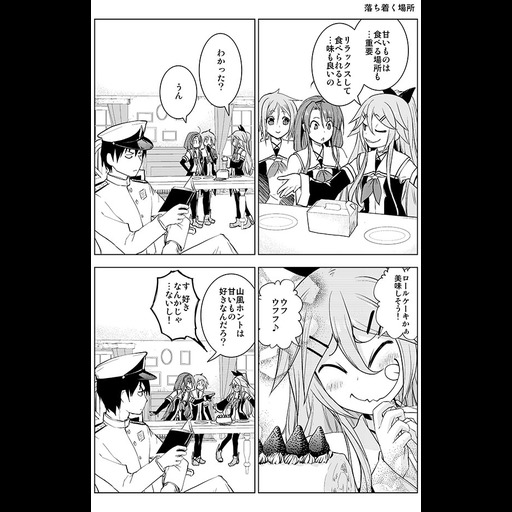 落ち着く場所
甘いものは
食べる場所も
…重要
リラックスして
食べられると
…味も良いの
わかった？
うん
ロールケーキかぁ
美味しそう！
ウフ
ウフフ♪
山風ホントは
甘いもの
好きなんだろ？
す 好き
なんかじゃ
…ないし！